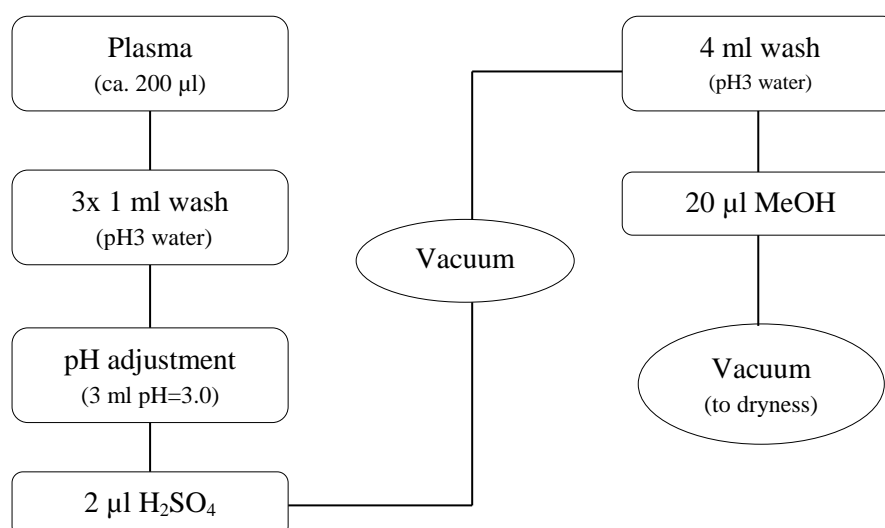 Plasma
(ca. 200 µl)
3x 1 ml wash
(pH3 water)
pH adjustment
(3 ml pH=3.0)
2 µl H₂SO₄
Vacuum
4 ml wash
(pH3 water)
20 µl MeOH
Vacuum
(to dryness)